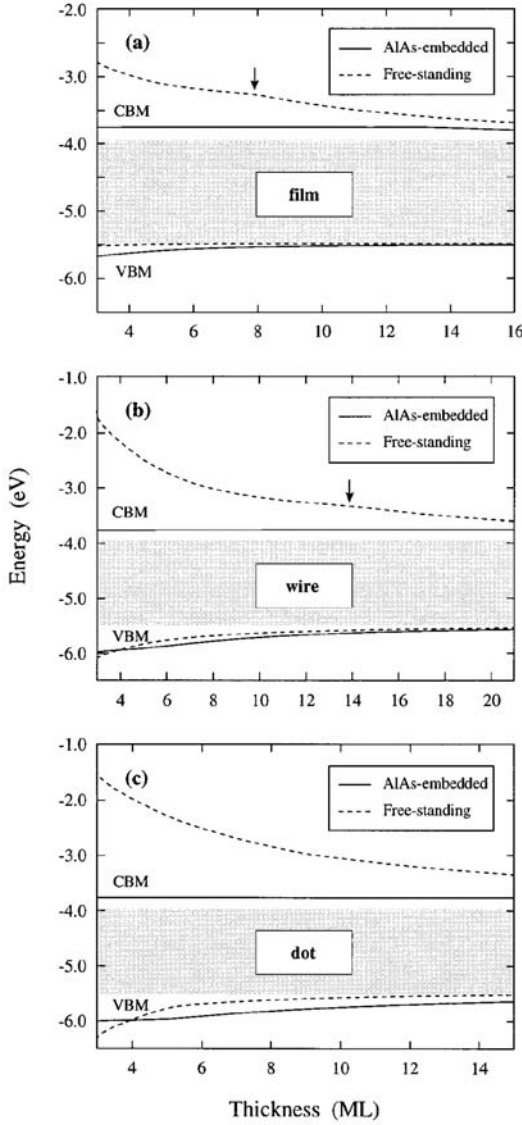 -2.0
(a)
AlAs-embedded
Free-standing
-3.0
CBM
-4.0
film
-5.0
-6.0
VBM
4 6 8 10 12 14 16
-1.0
(b)
AlAs-embedded
Free-standing
-2.0
-3.0
CBM
-4.0
wire
-5.0
VBM
-6.0
4 6 8 10 12 14 16 18 20
-1.0
(c)
AlAs-embedded
Free-standing
-2.0
-3.0
CBM
-4.0
dot
-5.0
VBM
-6.0
4 6 8 10 12 14
Energy (eV)
Thickness (ML)